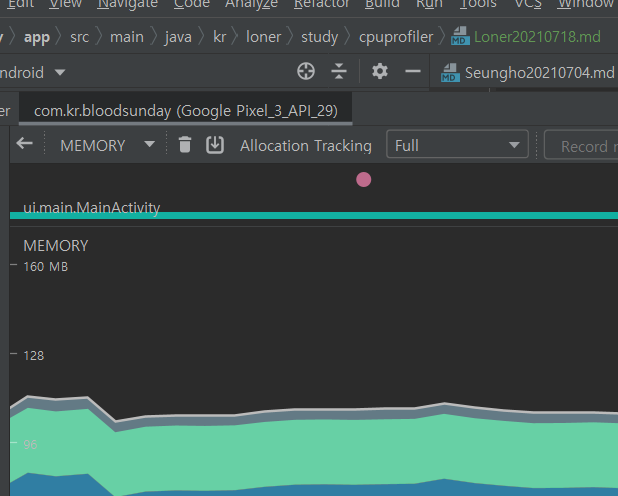 Edit View Navigate Code Analyze Refactor Build Run Tools VCS Window
app src main java kr loner study cpuprofiler Loner20210718.md
ndroid Seungho20210704.md
er com.kr.bloodsunday (Google Pixel_3_API_29)
MEMORY Allocation Tracking Full Record
ui.main.MainActivity
MEMORY
160 MB
128
96